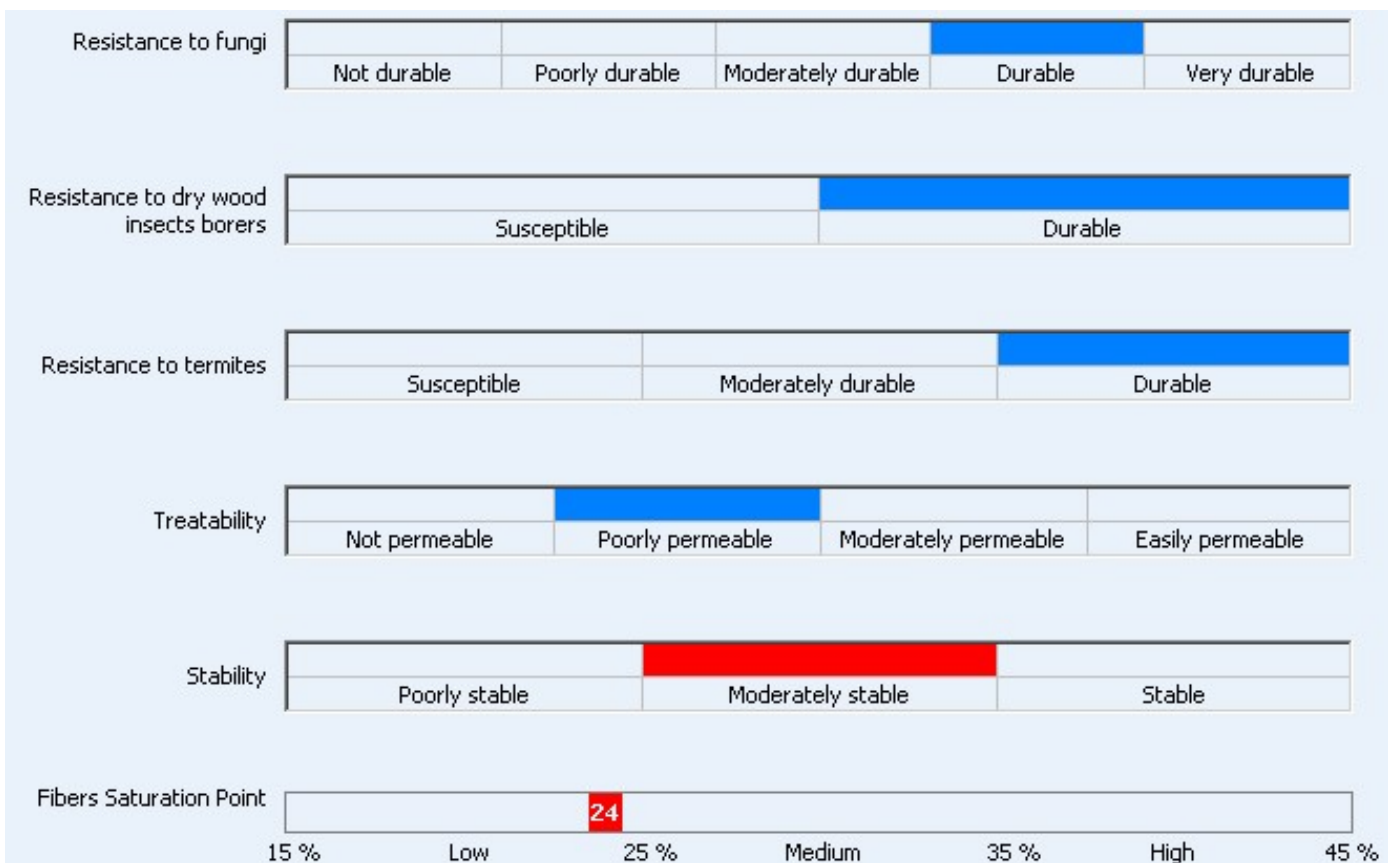 Resistance to fungi
Not durable Poorly durable Moderately durable Durable Very durable
Resistance to dry wood
insects borers
Susceptible Durable
Resistance to termites
Susceptible Moderately durable Durable
Treatability
Not permeable Poorly permeable Moderately permeable Easily permeable
Stability
Poorly stable Moderately stable Stable
Fibers Saturation Point
24
15 % Low 25 % Medium 35 % High 45 %